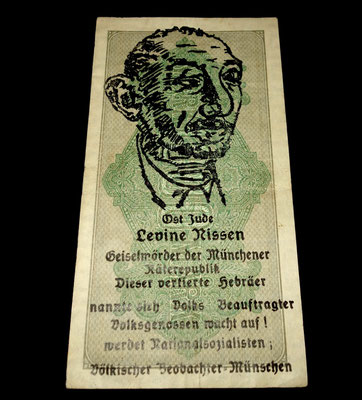 Ost Jude
Levine Nissen
Geiselmörder der Münchener
Räterepublik
Dieser vertierte Hebräer
nannte sich Volks Beauftragter
Volksgenossen wacht auf!
werdet Nationalsozialisten;
Völkischer Beobachter-München